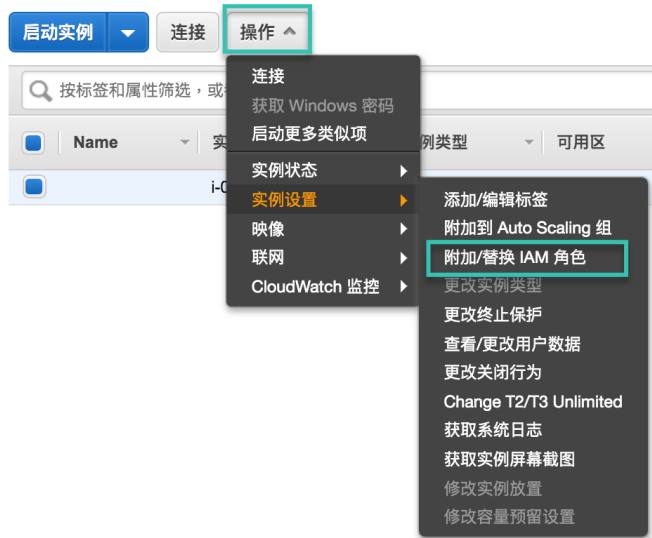 启动实例 连接 操作
按标签和属性筛选，或
Name 实 例类型 可用区
i-0
连接
获取 Windows 密码
启动更多类似项
实例状态
实例设置
映像
联网
CloudWatch 监控
添加/编辑标签
附加到 Auto Scaling 组
附加/替换 IAM 角色
更改实例类型
更改终止保护
查看/更改用户数据
更改关闭行为
Change T2/T3 Unlimited
获取系统日志
获取实例屏幕截图
修改实例放置
修改容量预留设置